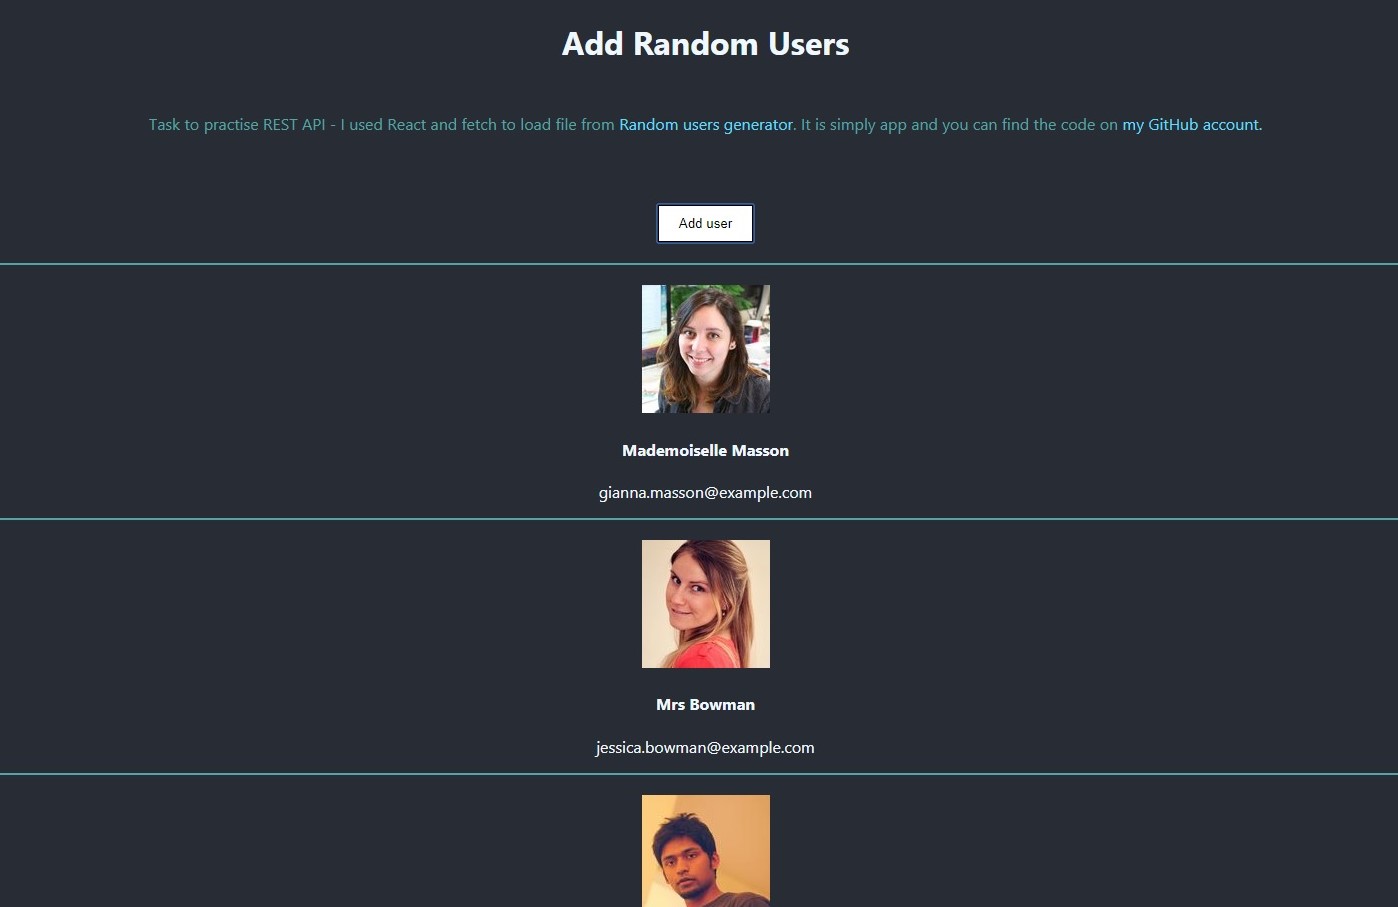 Add Random Users
Task to practise REST API - I used React and fetch to load file from Random users generator. It is simply app and you can find the code on my GitHub account.
Add user
Mademoiselle Masson
gianna.masson@example.com
Mrs Bowman
jessica.bowman@example.com